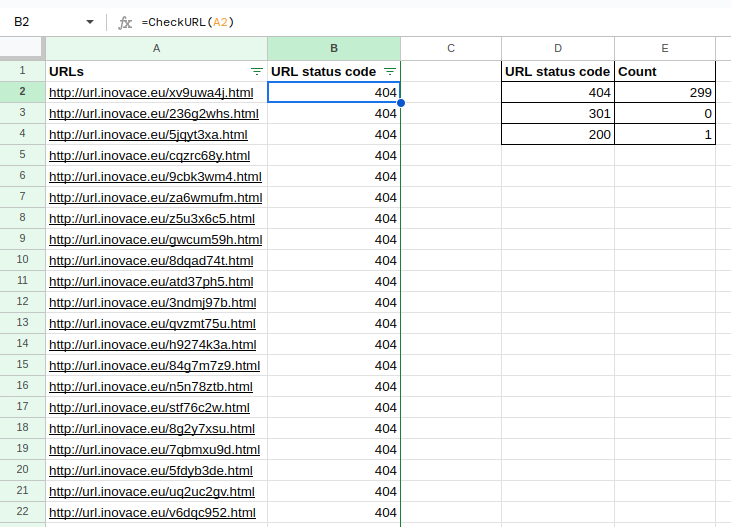 B2 fx =CheckURL(A2)
A B C D E
1 URLs URL status code URL status code Count
2 http://url.inovace.eu/xv9uwa4j.html 404 404 299
3 http://url.inovace.eu/236g2whs.html 404 301 0
4 http://url.inovace.eu/5jqyt3xa.html 404 200 1
5 http://url.inovace.eu/cqzrc68y.html 404
6 http://url.inovace.eu/9cbk3wm4.html 404
7 http://url.inovace.eu/za6wmufm.html 404
8 http://url.inovace.eu/z5u3x6c5.html 404
9 http://url.inovace.eu/gwcum59h.html 404
10 http://url.inovace.eu/8dqad74t.html 404
11 http://url.inovace.eu/atd37ph5.html 404
12 http://url.inovace.eu/3ndmj97b.html 404
13 http://url.inovace.eu/qvzmt75u.html 404
14 http://url.inovace.eu/h9274k3a.html 404
15 http://url.inovace.eu/84g7m7z9.html 404
16 http://url.inovace.eu/n5n78ztb.html 404
17 http://url.inovace.eu/stf76c2w.html 404
18 http://url.inovace.eu/8g2y7xsu.html 404
19 http://url.inovace.eu/7qbmxu9d.html 404
20 http://url.inovace.eu/5fdyb3de.html 404
21 http://url.inovace.eu/uq2uc2gv.html 404
22 http://url.inovace.eu/v6dqc952.html 404